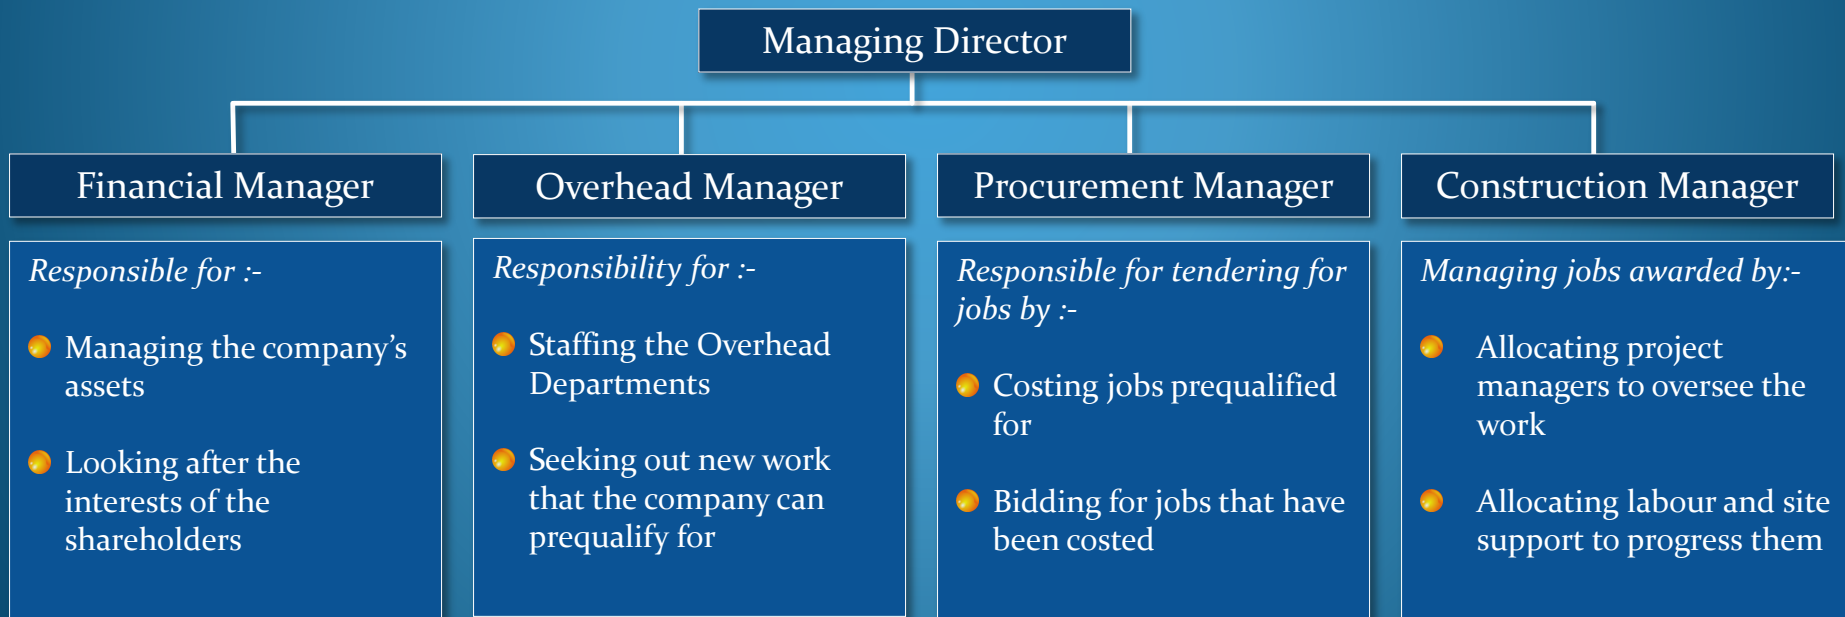 Managing Director
Financial Manager
Overhead Manager
Procurement Manager
Construction Manager
Responsible for :-
Managing the company’s
assets
Looking after the
interests of the
shareholders
Responsibility for :-
Staffing the Overhead
Departments
Seeking out new work
that the company can
prequalify for
Responsible for tendering for
jobs by :-
Costing jobs prequalified
for
Bidding for jobs that have
been costed
Managing jobs awarded by:-
Allocating project
managers to oversee the
work
Allocating labour and site
support to progress them